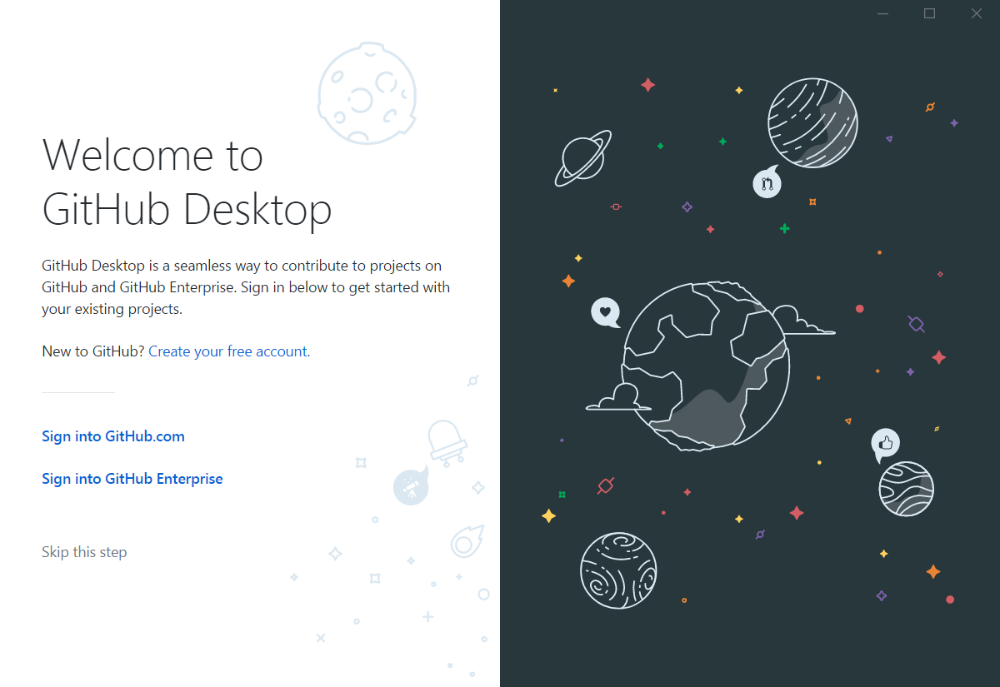 Welcome to
GitHub Desktop
GitHub Desktop is a seamless way to contribute to projects on
GitHub and GitHub Enterprise. Sign in below to get started with
your existing projects.
New to GitHub? Create your free account.
Sign into GitHub.com
Sign into GitHub Enterprise
Skip this step